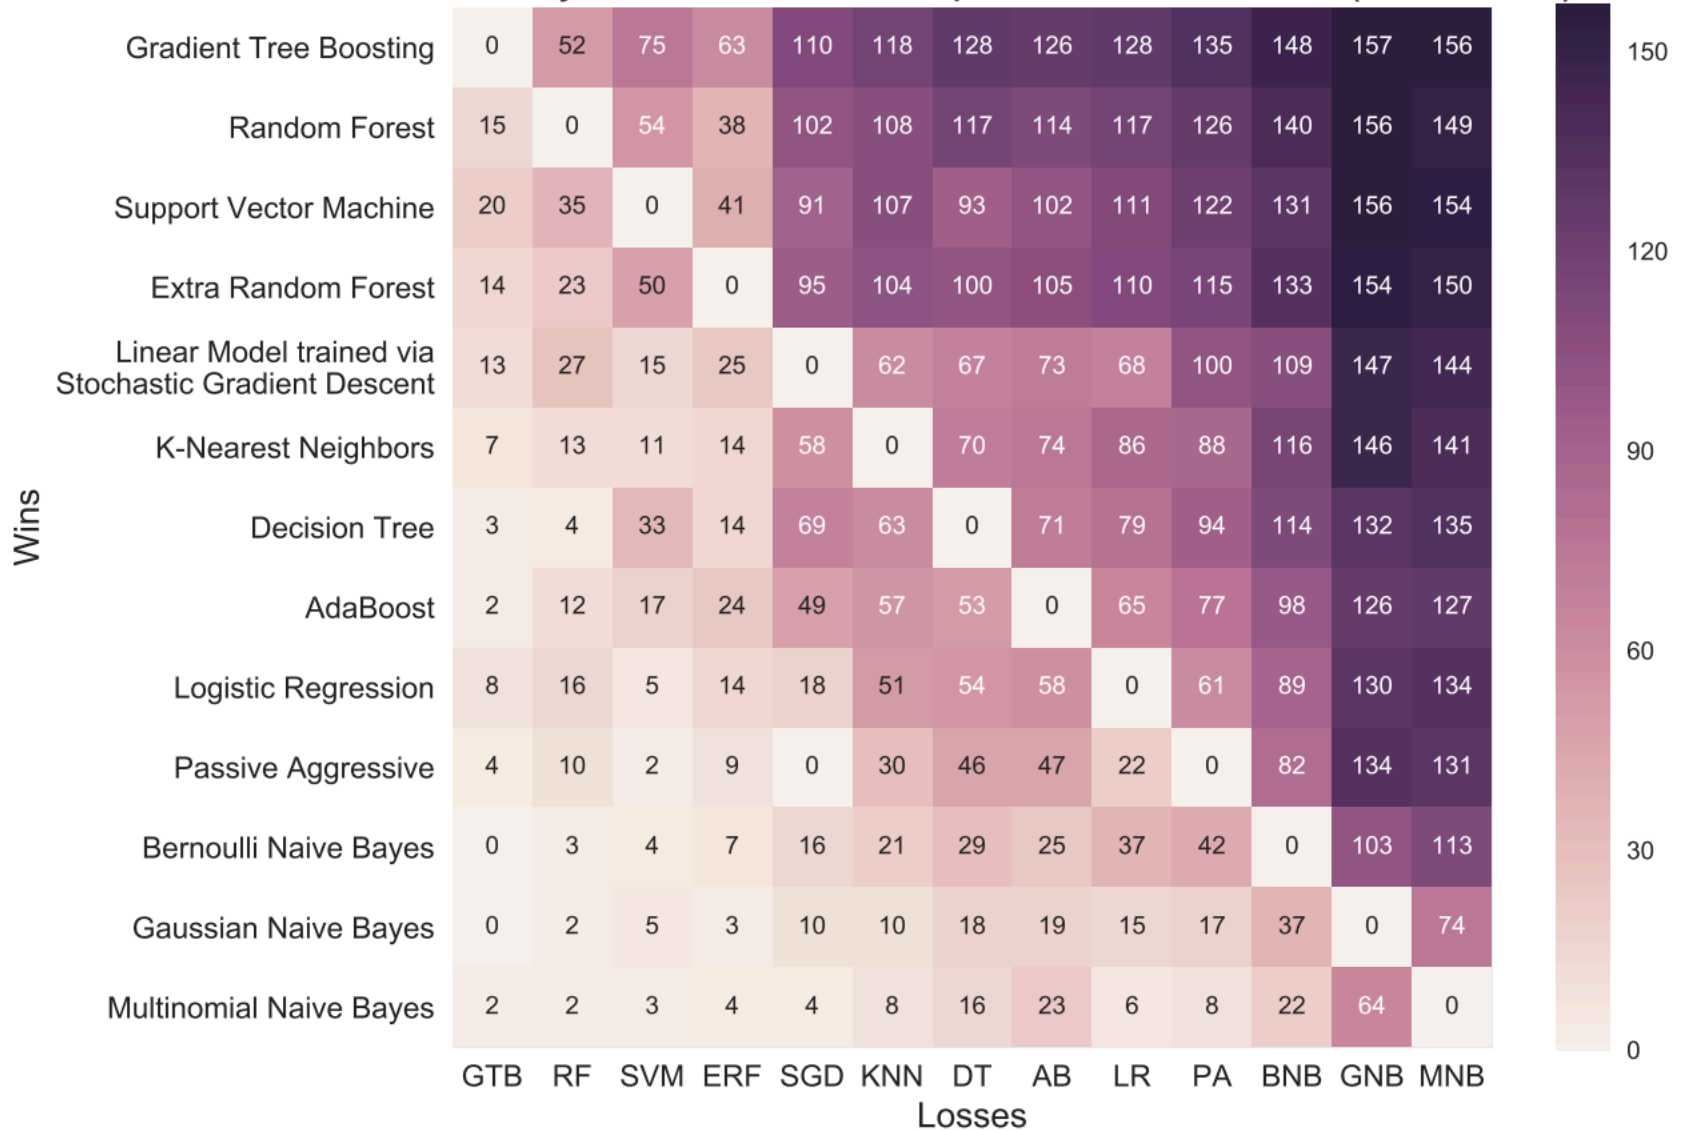 Gradient Tree Boosting 0 52 75 63 110 118 128 126 128 135 148 157 156
Random Forest 15 0 54 38 102 108 117 114 117 126 140 156 149
Support Vector Machine 20 35 0 41 91 107 93 102 111 122 131 156 154
Extra Random Forest 14 23 50 0 95 104 100 105 110 115 133 154 150
Linear Model trained via
Stochastic Gradient Descent 13 27 15 25 0 62 67 73 68 100 109 147 144
K-Nearest Neighbors 7 13 11 14 58 0 70 74 86 88 116 146 141
Decision Tree 3 4 33 14 69 63 0 71 79 94 114 132 135
AdaBoost 2 12 17 24 49 57 53 0 65 77 98 126 127
Logistic Regression 8 16 5 14 18 51 54 58 0 61 89 130 134
Passive Aggressive 4 10 2 9 0 30 46 47 22 0 82 134 131
Bernoulli Naive Bayes 0 3 4 7 16 21 29 25 37 42 0 103 113
Gaussian Naive Bayes 0 2 5 3 10 10 18 19 15 17 37 0 74
Multinomial Naive Bayes 2 2 3 4 4 8 16 23 6 8 22 64 0
GTB RF SVM ERF SGD KNN DT AB LR PA BNB GNB MNB
Losses
Wins
150
120
90
60
30
0